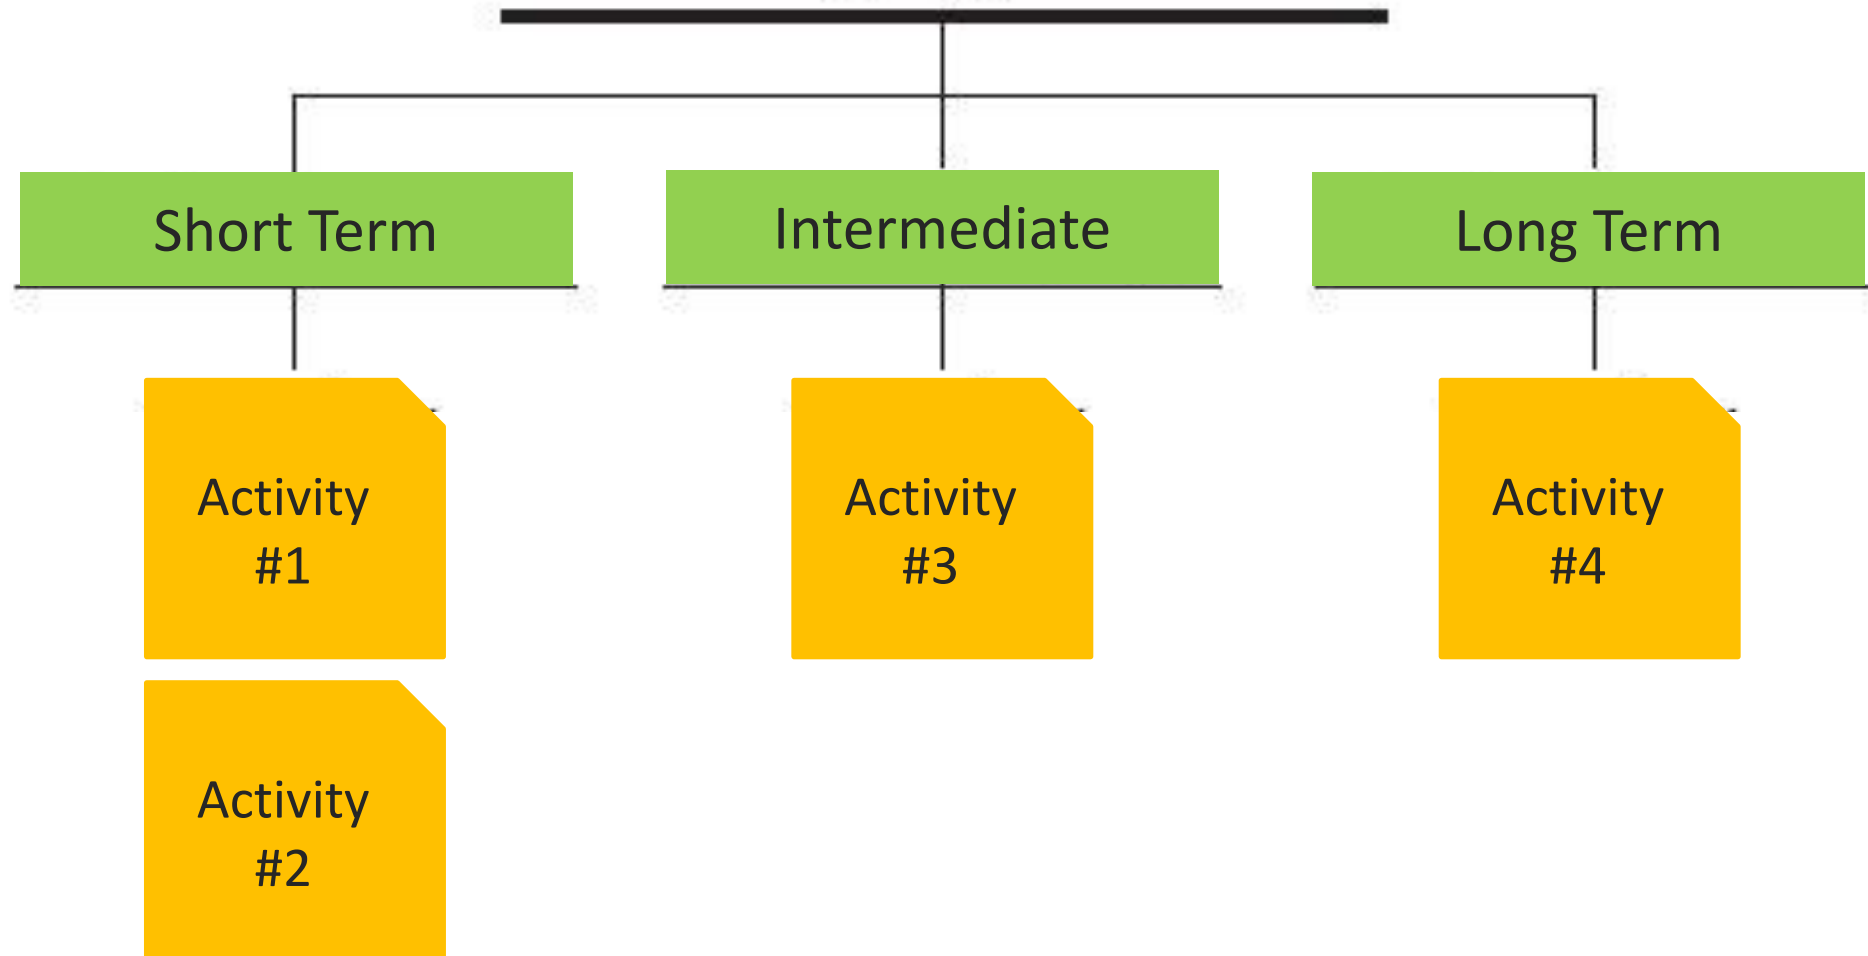 Short Term
Intermediate
Long Term
Activity
#1
Activity
#3
Activity
#4
Activity
#2